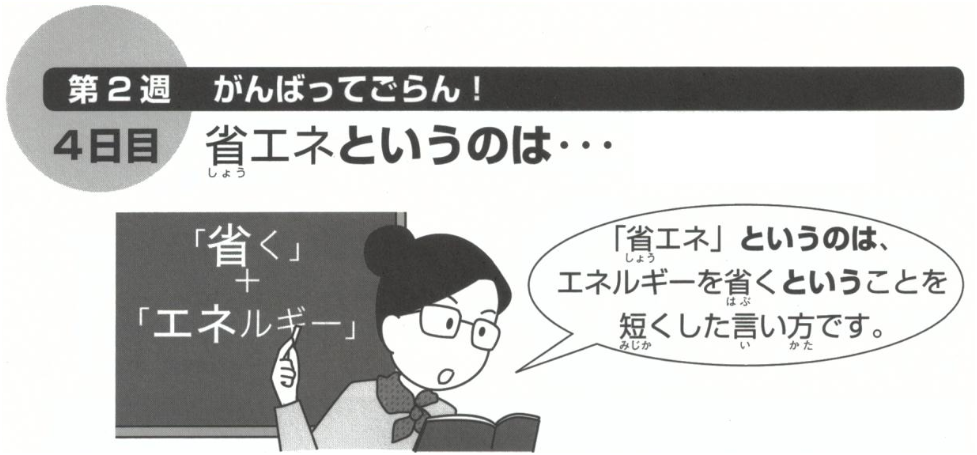 第2週 がんばってごらん!
4日目 省エネというのは・・・
しょう
「省く」
+
「エネルギー」
「省エネ」というのは、
しょう
エネルギーを省くということを
はぶ
短くした言い方です。
みじか い かた